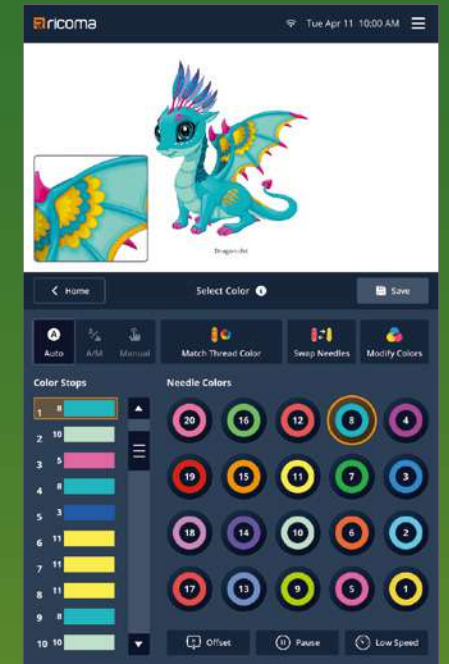 ricoma Tue Apr 11 10:00 AM
Dragon.dst
Home Select Color Save
Auto A/M Manual Match Thread Color Swap Needles Modify Colors
Color Stops Needle Colors
1 8
2 10
3 5
4 8
5 3
6 11
7 11
8 11
9 8
10 10
20 16 12 8 4
19 15 11 7 3
18 14 10 6 2
17 13 9 5 1
Offset Pause Low Speed